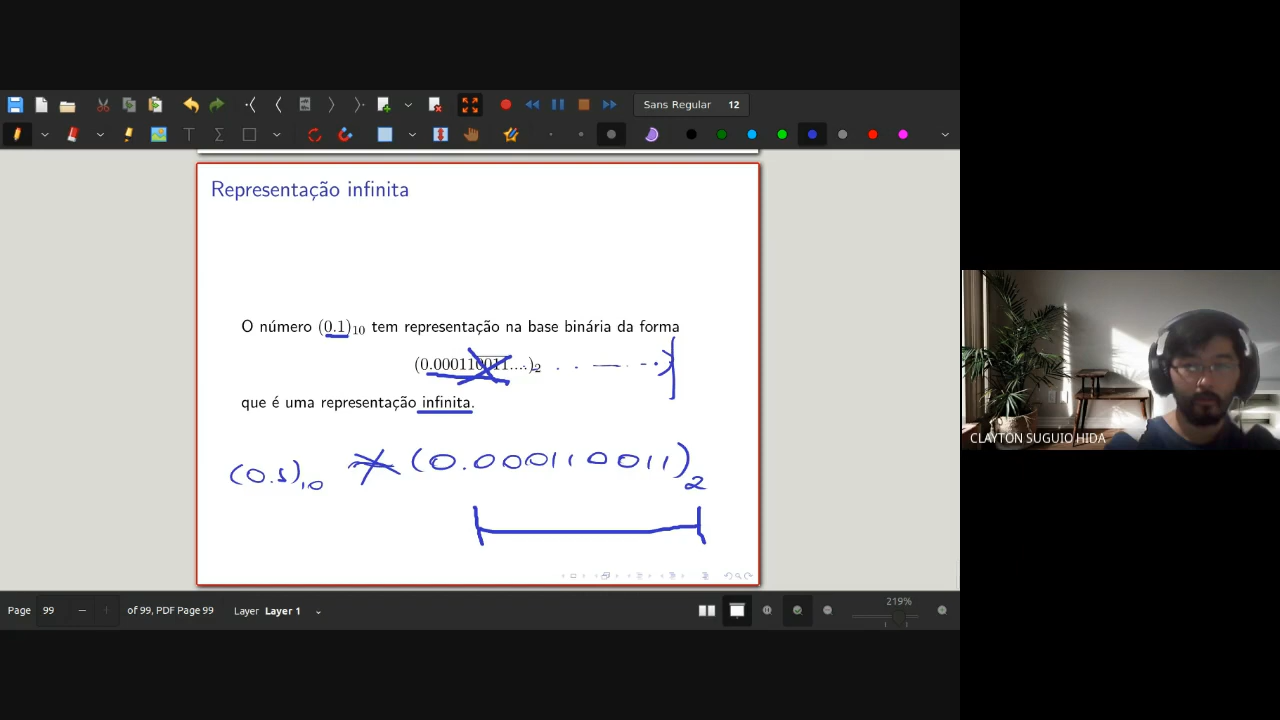 Sans Regular 12
Representação infinita
O número (0.1)₁₀ tem representação na base binária da forma
(0.000110011....)₂
que é uma representação infinita.
(0.1)₁₀ ≠ (0.000110011)₂
CLAYTON SUGUIO HIDA
Page 99 of 99, PDF Page 99 Layer Layer 1 219%